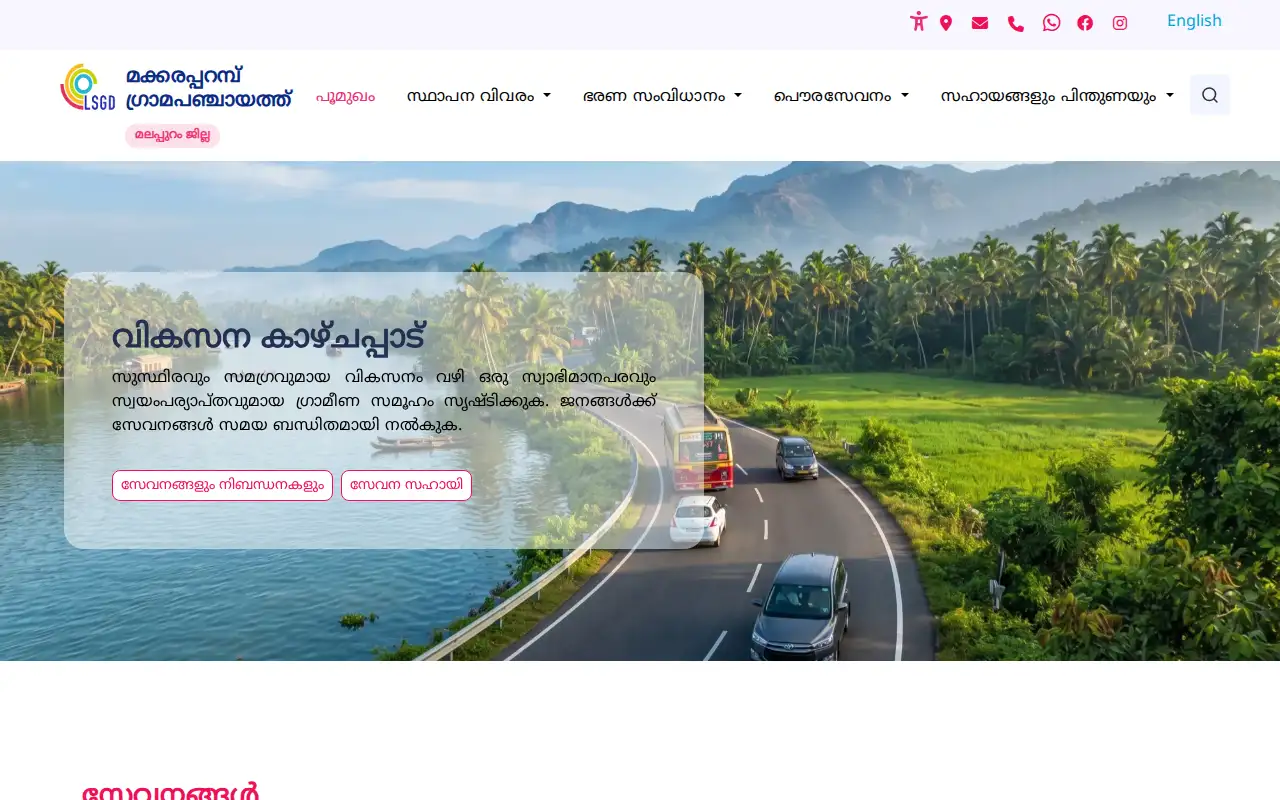 English
LSGD
മക്കരപ്പറമ്പ്
ഗ്രാമപഞ്ചായത്ത്
മലപ്പുറം ജില്ല
പൂമുഖം
സ്ഥാപന വിവരം
ഭരണ സംവിധാനം
പൌരസേവനം
സഹായങ്ങളും പിന്തുണയും
വികസന കാഴ്ചപ്പാട്
സുസ്ഥിരവും സമഗ്രവുമായ വികസനം വഴി ഒരു സ്വാഭിമാനപരവും
സ്വയംപര്യാപ്തവുമായ ഗ്രാമീണ സമൂഹം സൃഷ്ടിക്കുക. ജനങ്ങൾക്ക്
സേവനങ്ങൾ സമയ ബന്ധിതമായി നൽകുക.
സേവനങ്ങളും നിബന്ധനകളും
സേവന സഹായി
സേവനങ്ങൾ